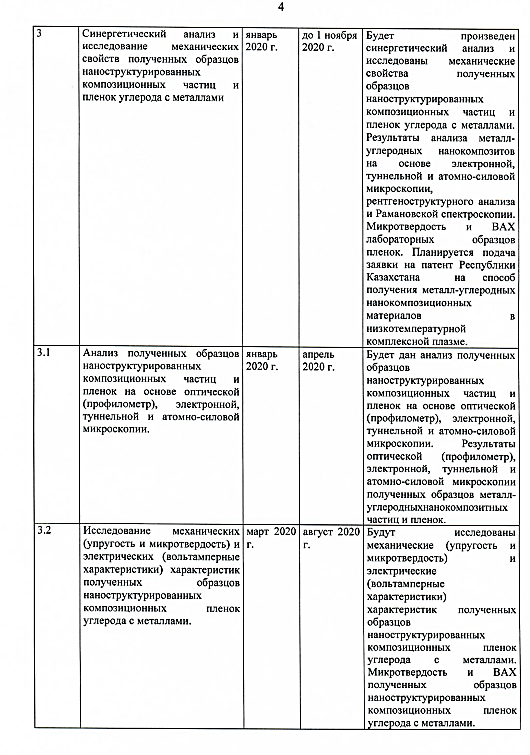 4
3
Синергетический анализ и
исследование механических
свойств полученных образцов
наноструктурированных
композиционных частиц и
пленок углерода с металлами
январь
2020 г.
до 1 ноября
2020 г.
Будет произведен
синергетический анализ и
исследованы механические
свойства полученных
образцов
наноструктурированных
композиционных частиц и
пленок углерода с металлами.
Результаты анализа металл-
углеродных нанокомпозитов
на основе электронной,
туннельной и атомно-силовой
микроскопии,
рентгеноструктурного анализа
и Рамановской спектроскопии.
Микротвердость и ВАХ
лабораторных образцов
пленок. Планируется подача
заявки на патент Республики
Казахстана на способ
получения металл-углеродных
нанокомпозиционных
материалов в
низкотемпературной
комплексной плазме.
3.1
Анализ полученных образцов
наноструктурированных
композиционных частиц и
пленок на основе оптической
(профилометр), электронной,
туннельной и атомно-силовой
микроскопии.
январь
2020 г.
апрель
2020 г.
Будет дан анализ полученных
образцов
наноструктурированных
композиционных частиц и
пленок на основе оптической
(профилометр), электронной,
туннельной и атомно-силовой
микроскопии. Результаты
оптической (профилометр),
электронной, туннельной и
атомно-силовой микроскопии
полученных образцов металл-
углероднахнанокомпозитных
частиц и пленок.
3.2
Исследование механических
(упругость и микротвердость) и
электрических (вольтамперные
характеристики) характеристик
полученных образцов
наноструктурированных
композиционных пленок
углерода с металлами.
март 2020
г.
август 2020
г.
Будут исследованы
механические (упругость и
микротвердость) и
электрические
(вольтамперные
характеристики)
характеристик полученных
образцов
наноструктурированных
композиционных пленок
углерода с металлами.
Микротвердость и ВАХ
полученных образцов
наноструктурированных
композиционных пленок
углерода с металлами.